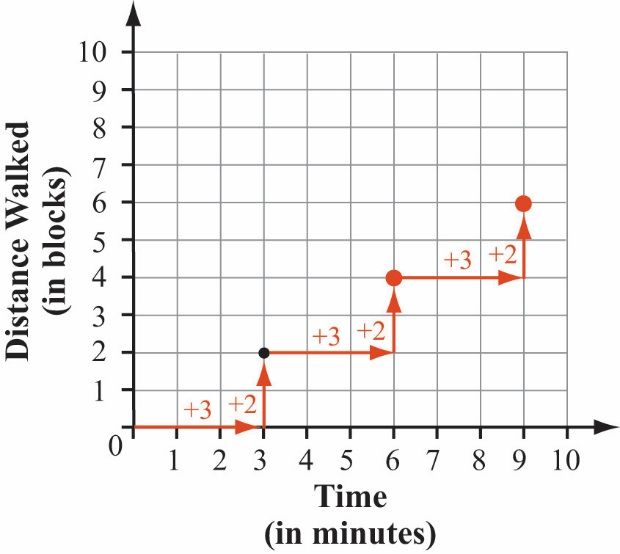 Distance Walked
(in blocks)
10
9
8
7
6
5
4
3
2
1
0
+3 +2
+3 +2
+3 +2
1 2 3 4 5 6 7 8 9 10
Time
(in minutes)